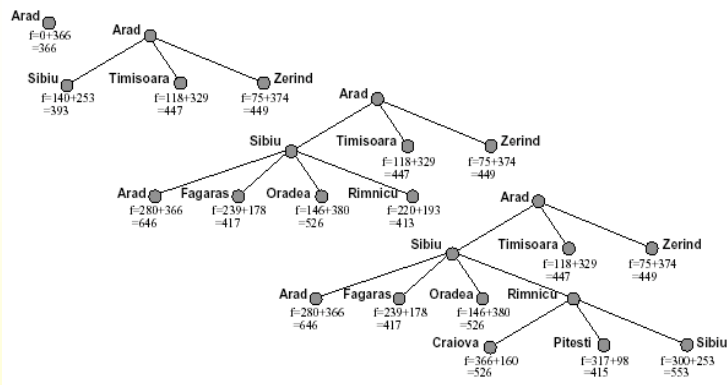 Arad
f=0+366
=366
Arad
Sibiu
f=140+253
=393
Timisoara
f=118+329
=447
Zerind
f=75+374
=449
Arad
Sibiu
Timisoara
f=118+329
=447
Zerind
f=75+374
=449
Arad
f=280+366
=646
Fagaras
f=239+178
=417
Oradea
f=146+380
=526
Rimnicu
f=220+193
=413
Arad
Sibiu
Timisoara
f=118+329
=447
Zerind
f=75+374
=449
Arad
f=280+366
=646
Fagaras
f=239+178
=417
Oradea
f=146+380
=526
Rimnicu
Craiova
f=366+160
=526
Pitesti
f=317+98
=415
Sibiu
f=300+253
=553